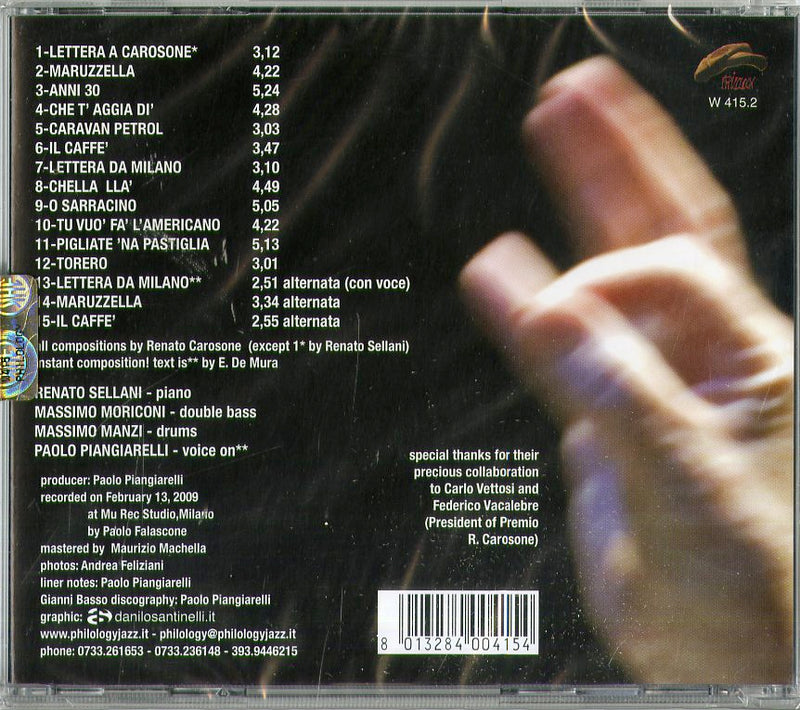 1-LETTERA A CAROSONE* 3,12
2-MARUZZELLA 4,22
3-ANNI 30 5,24
4-CHE T' AGGIA DI' 4,28
5-CARAVAN PETROL 3,03
6-IL CAFFE' 3,47
7-LETTERA DA MILANO 3,10
8-CHELLA LLA' 4,49
9-O SARRACINO 5,05
10-TU VUO' FA' L'AMERICANO 4,22
11-PIGLIATE 'NA PASTIGLIA 5,13
12-TORERO 3,01
13-LETTERA DA MILANO** 2,51 alternata (con voce)
14-MARUZZELLA 3,34 alternata
15-IL CAFFE' 2,55 alternata
all compositions by Renato Carosone (except 1* by Renato Sellani)
instant composition! text is** by E. De Mura
RENATO SELLANI - piano
MASSIMO MORICONI - double bass
MASSIMO MANZI - drums
PAOLO PIANGIARELLI - voice on**
producer: Paolo Piangiarelli
recorded on February 13, 2009
at Mu Rec Studio,Milano
by Paolo Falascone
mastered by Maurizio Machella
photos: Andrea Feliziani
liner notes: Paolo Piangiarelli
Gianni Basso discography: Paolo Piangiarelli
graphic: danilosantinelli.it
www.philologyjazz.it - philology@philologyjazz.it
phone: 0733.261653 - 0733.236148 - 393.9446215
special thanks for their
precious collaboration
to Carlo Vettosi and
Federico Vacalebre
(President of Premio
R. Carosone)
W 415.2
8 013284 004154
PHILOLOGY